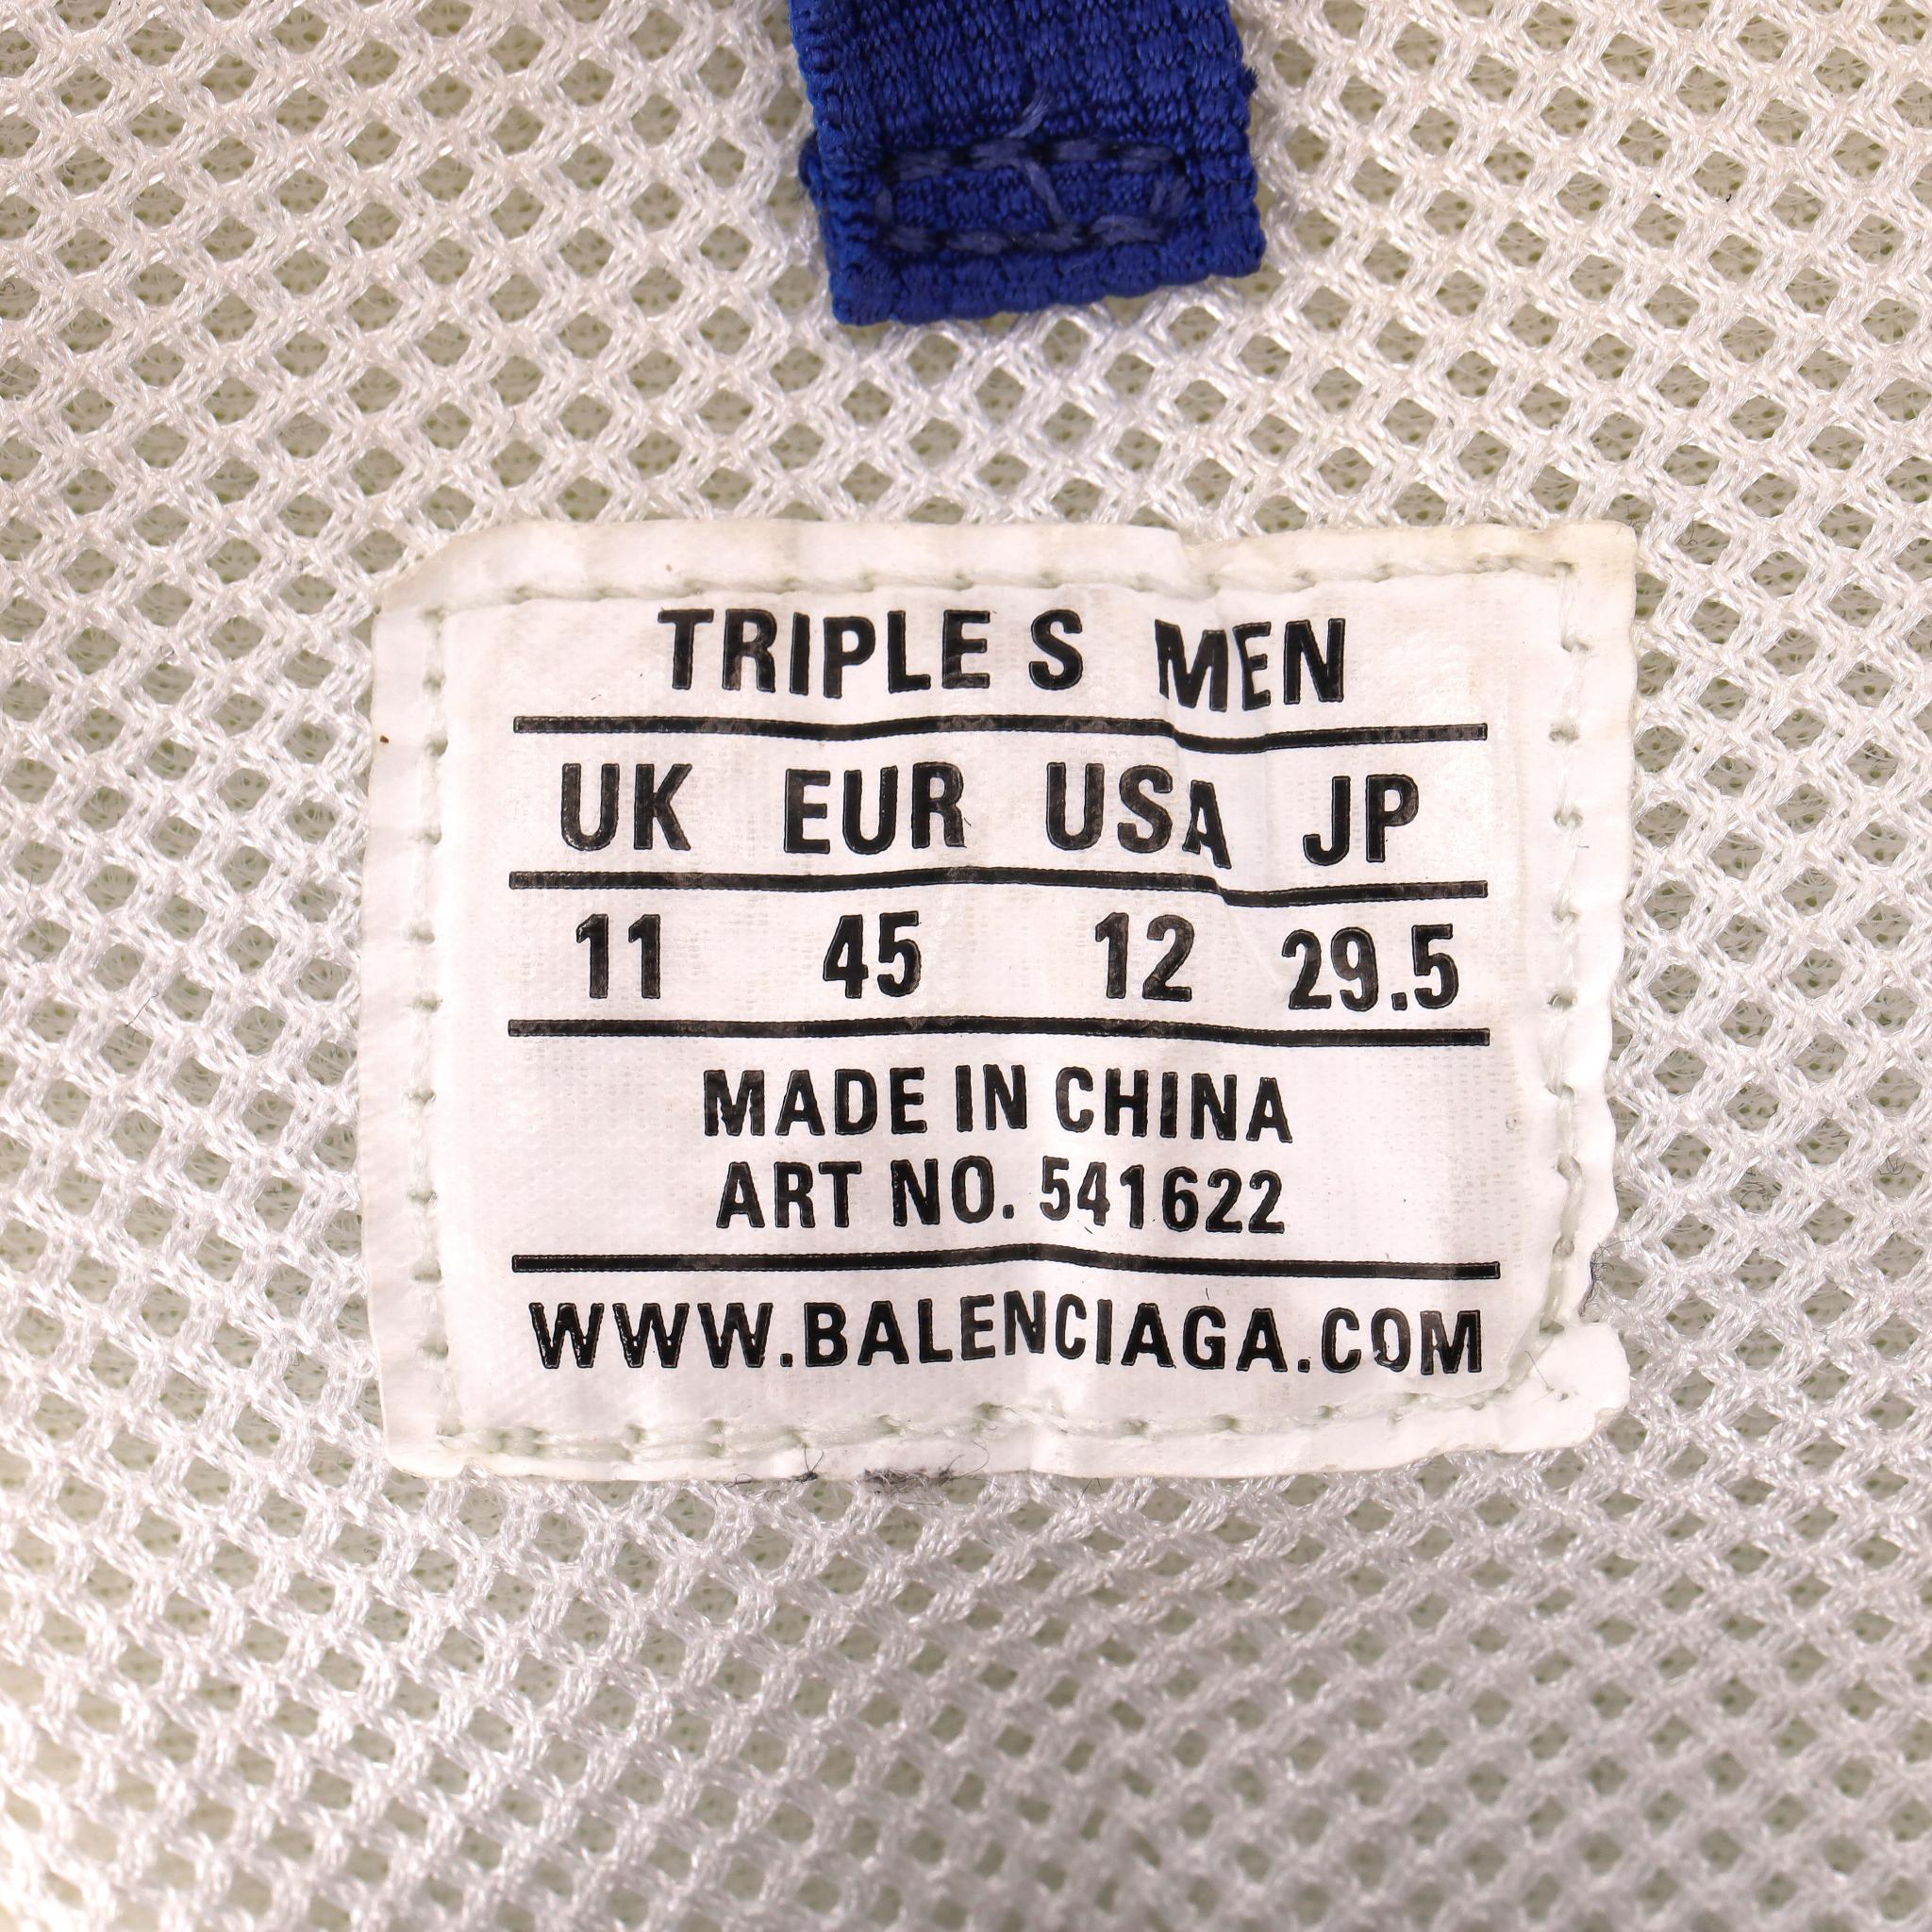 TRIPLE S MEN
UK EUR USA JP
11 45 12 29.5
MADE IN CHINA
ART NO. 541622
WWW.BALENCIAGA.COM